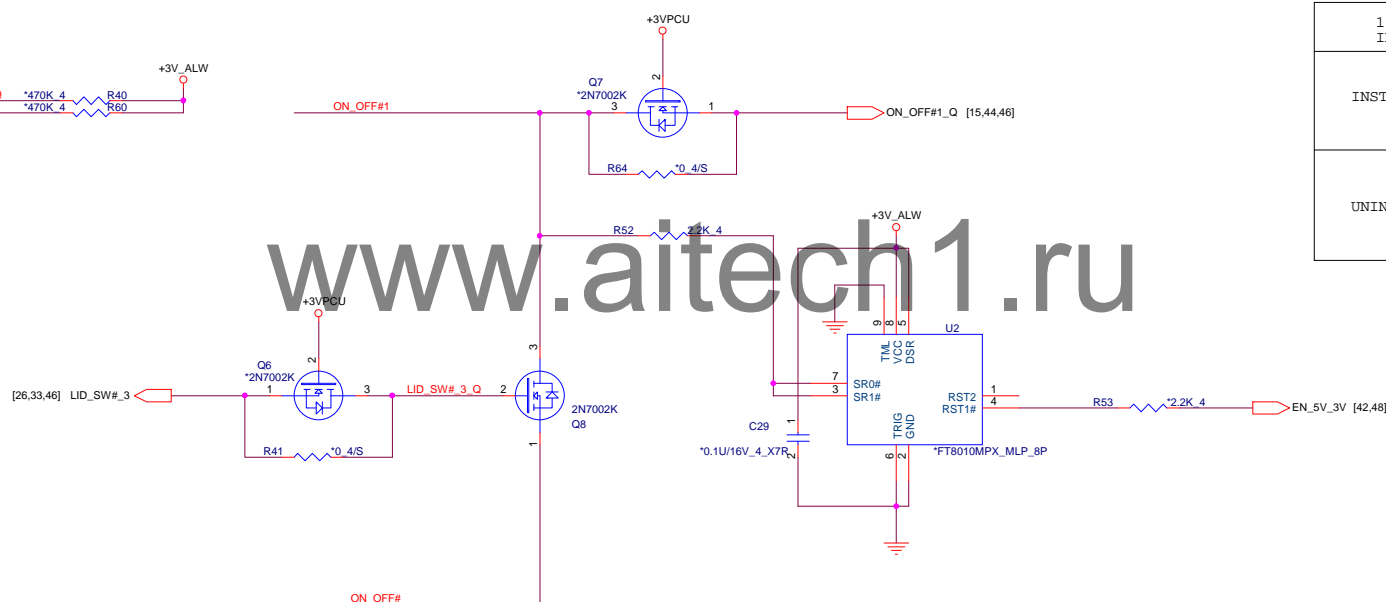 +3VPCU
+3V_ALW
*470K_4 R40
*470K_4 R60
Q7
*2N7002K
2
3
1
ON_OFF#1
ON_OFF#1_Q [15,44,46]
R64 *0_4/S
INST
UNIN
R52 2.2K_4
+3V_ALW
www.aitech1.ru
+3VPCU
9
8
5
U2
TML
VCC
DSR
Q6
*2N7002K
2
1
3
[26,33,46] LID_SW#_3
LID_SW#_3_Q
3
2
1
2N7002K
Q8
R41 *0_4/S
7
3
SR0#
SR1#
RST2
RST1#
1
4
TRIG
GND
6
2
*FT8010MPX_MLP_8P
C29
1
2
*0.1U/16V_4_X7R
R53 *2.2K_4
EN_5V_3V [42,48]
ON_OFF#